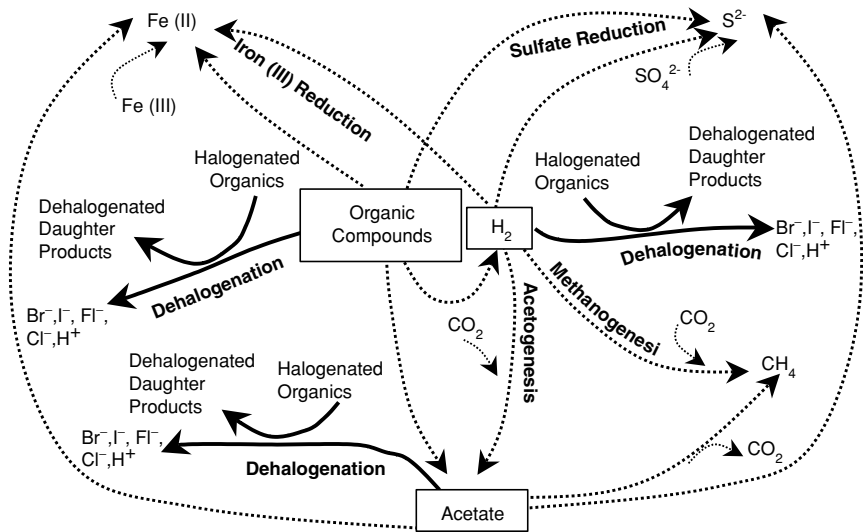 Fe (II)
S²⁻
Iron (III) Reduction
Sulfate Reduction
SO₄²⁻
Fe (III)
Halogenated
Organics
Dehalogenated
Daughter
Products
Organic
Compounds
H₂
Halogenated
Organics
Dehalogenated
Daughter
Products
Dehalogenation
Br⁻,I⁻, Fl⁻,
Cl⁻,H⁺
Dehalogenation
Br⁻,I⁻, Fl⁻,
Cl⁻,H⁺
CO₂
Acetogenesis
Methanogenesi
CO₂
CH₄
Dehalogenated
Daughter
Products
Halogenated
Organics
Br⁻,I⁻, Fl⁻,
Cl⁻,H⁺
Dehalogenation
CO₂
Acetate